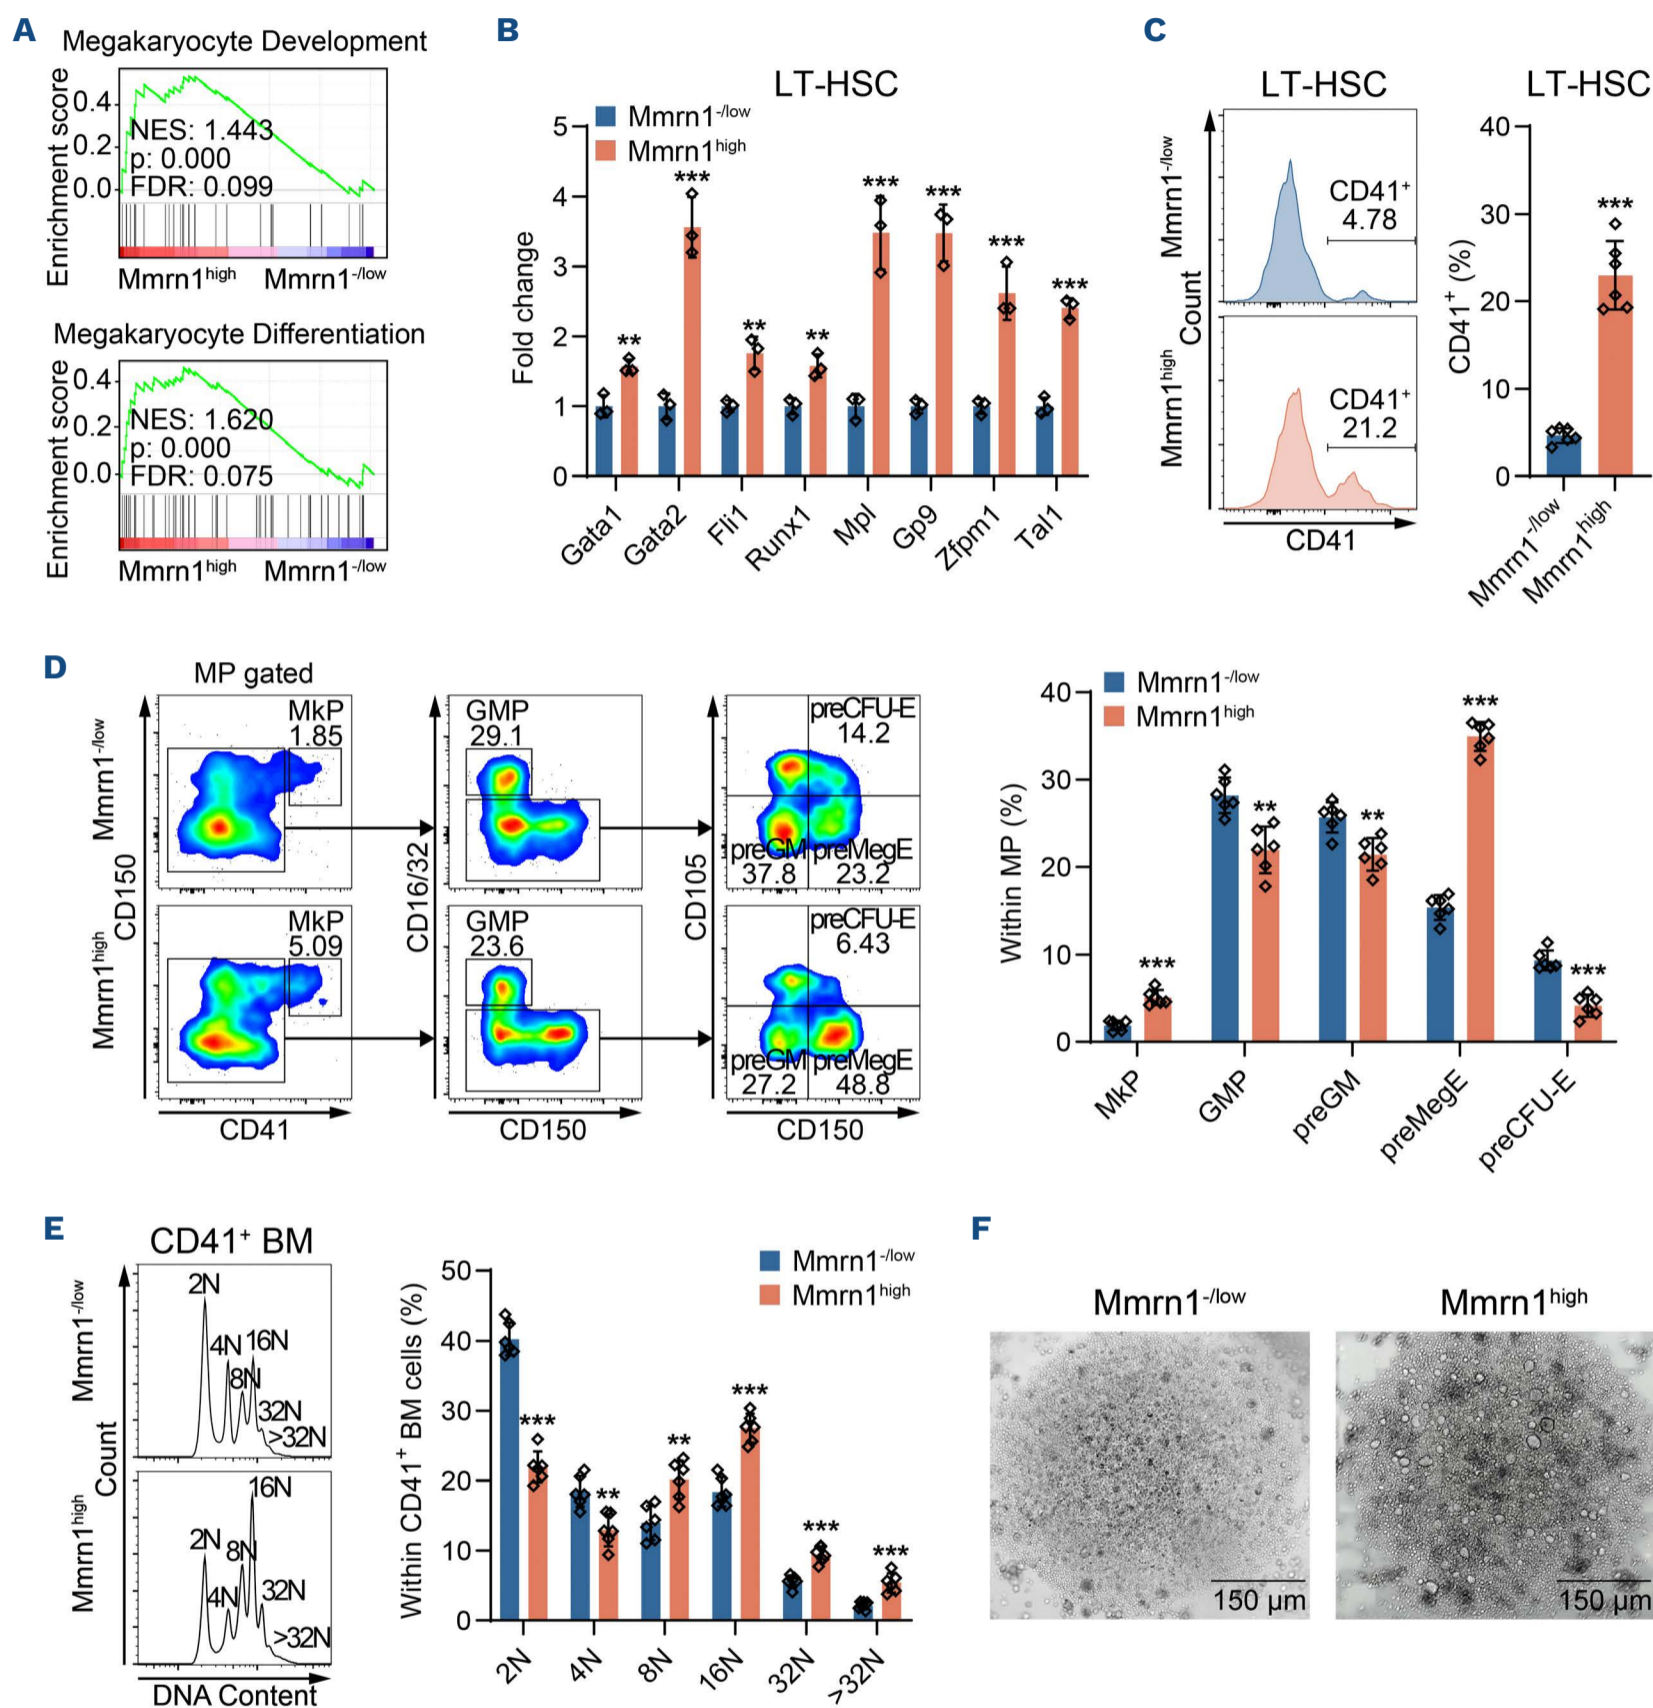 A
Megakaryocyte Development
Enrichment score
0.4
0.2
0.0
NES: 1.443
p: 0.000
FDR: 0.099
Mmrn1high Mmrn1-/low
Megakaryocyte Differentiation
Enrichment score
0.4
0.2
0.0
NES: 1.620
p: 0.000
FDR: 0.075
Mmrn1high Mmrn1-/low
B
LT-HSC
Mmrn1-/low
Mmrn1high
Fold change
5
4
3
2
1
0
** *** ** ** *** *** *** ***
Gata1 Gata2 Fli1 Runx1 Mpl Gp9 Zfpm1 Tal1
C
LT-HSC
Mmrn1-/low
CD41+
4.78
Count
Mmrn1high
CD41+
21.2
CD41
LT-HSC
CD41+ (%)
40
30
20
10
0
***
Mmrn1-/low Mmrn1high
D
MP gated
Mmrn1-/low
MkP
1.85
GMP
29.1
preCFU-E
14.2
preGM preMegE
37.8 23.2
CD150
CD16/32
CD105
Mmrn1high
MkP
5.09
GMP
23.6
preCFU-E
6.43
preGM preMegE
27.2 48.8
CD41 CD150 CD150
Mmrn1-/low
Mmrn1high
Within MP (%)
40
30
20
10
0
*** ** ** *** ***
MkP GMP preGM preMegE preCFU-E
E
CD41+ BM
Mmrn1-/low
2N
4N
8N
16N
32N
>32N
Count
Mmrn1high
2N
4N
8N
16N
32N
>32N
DNA Content
Mmrn1-/low
Mmrn1high
Within CD41+ BM cells (%)
50
40
30
20
10
0
*** ** ** *** *** ***
2N 4N 8N 16N 32N >32N
F
Mmrn1-/low
150 µm
Mmrn1high
150 µm